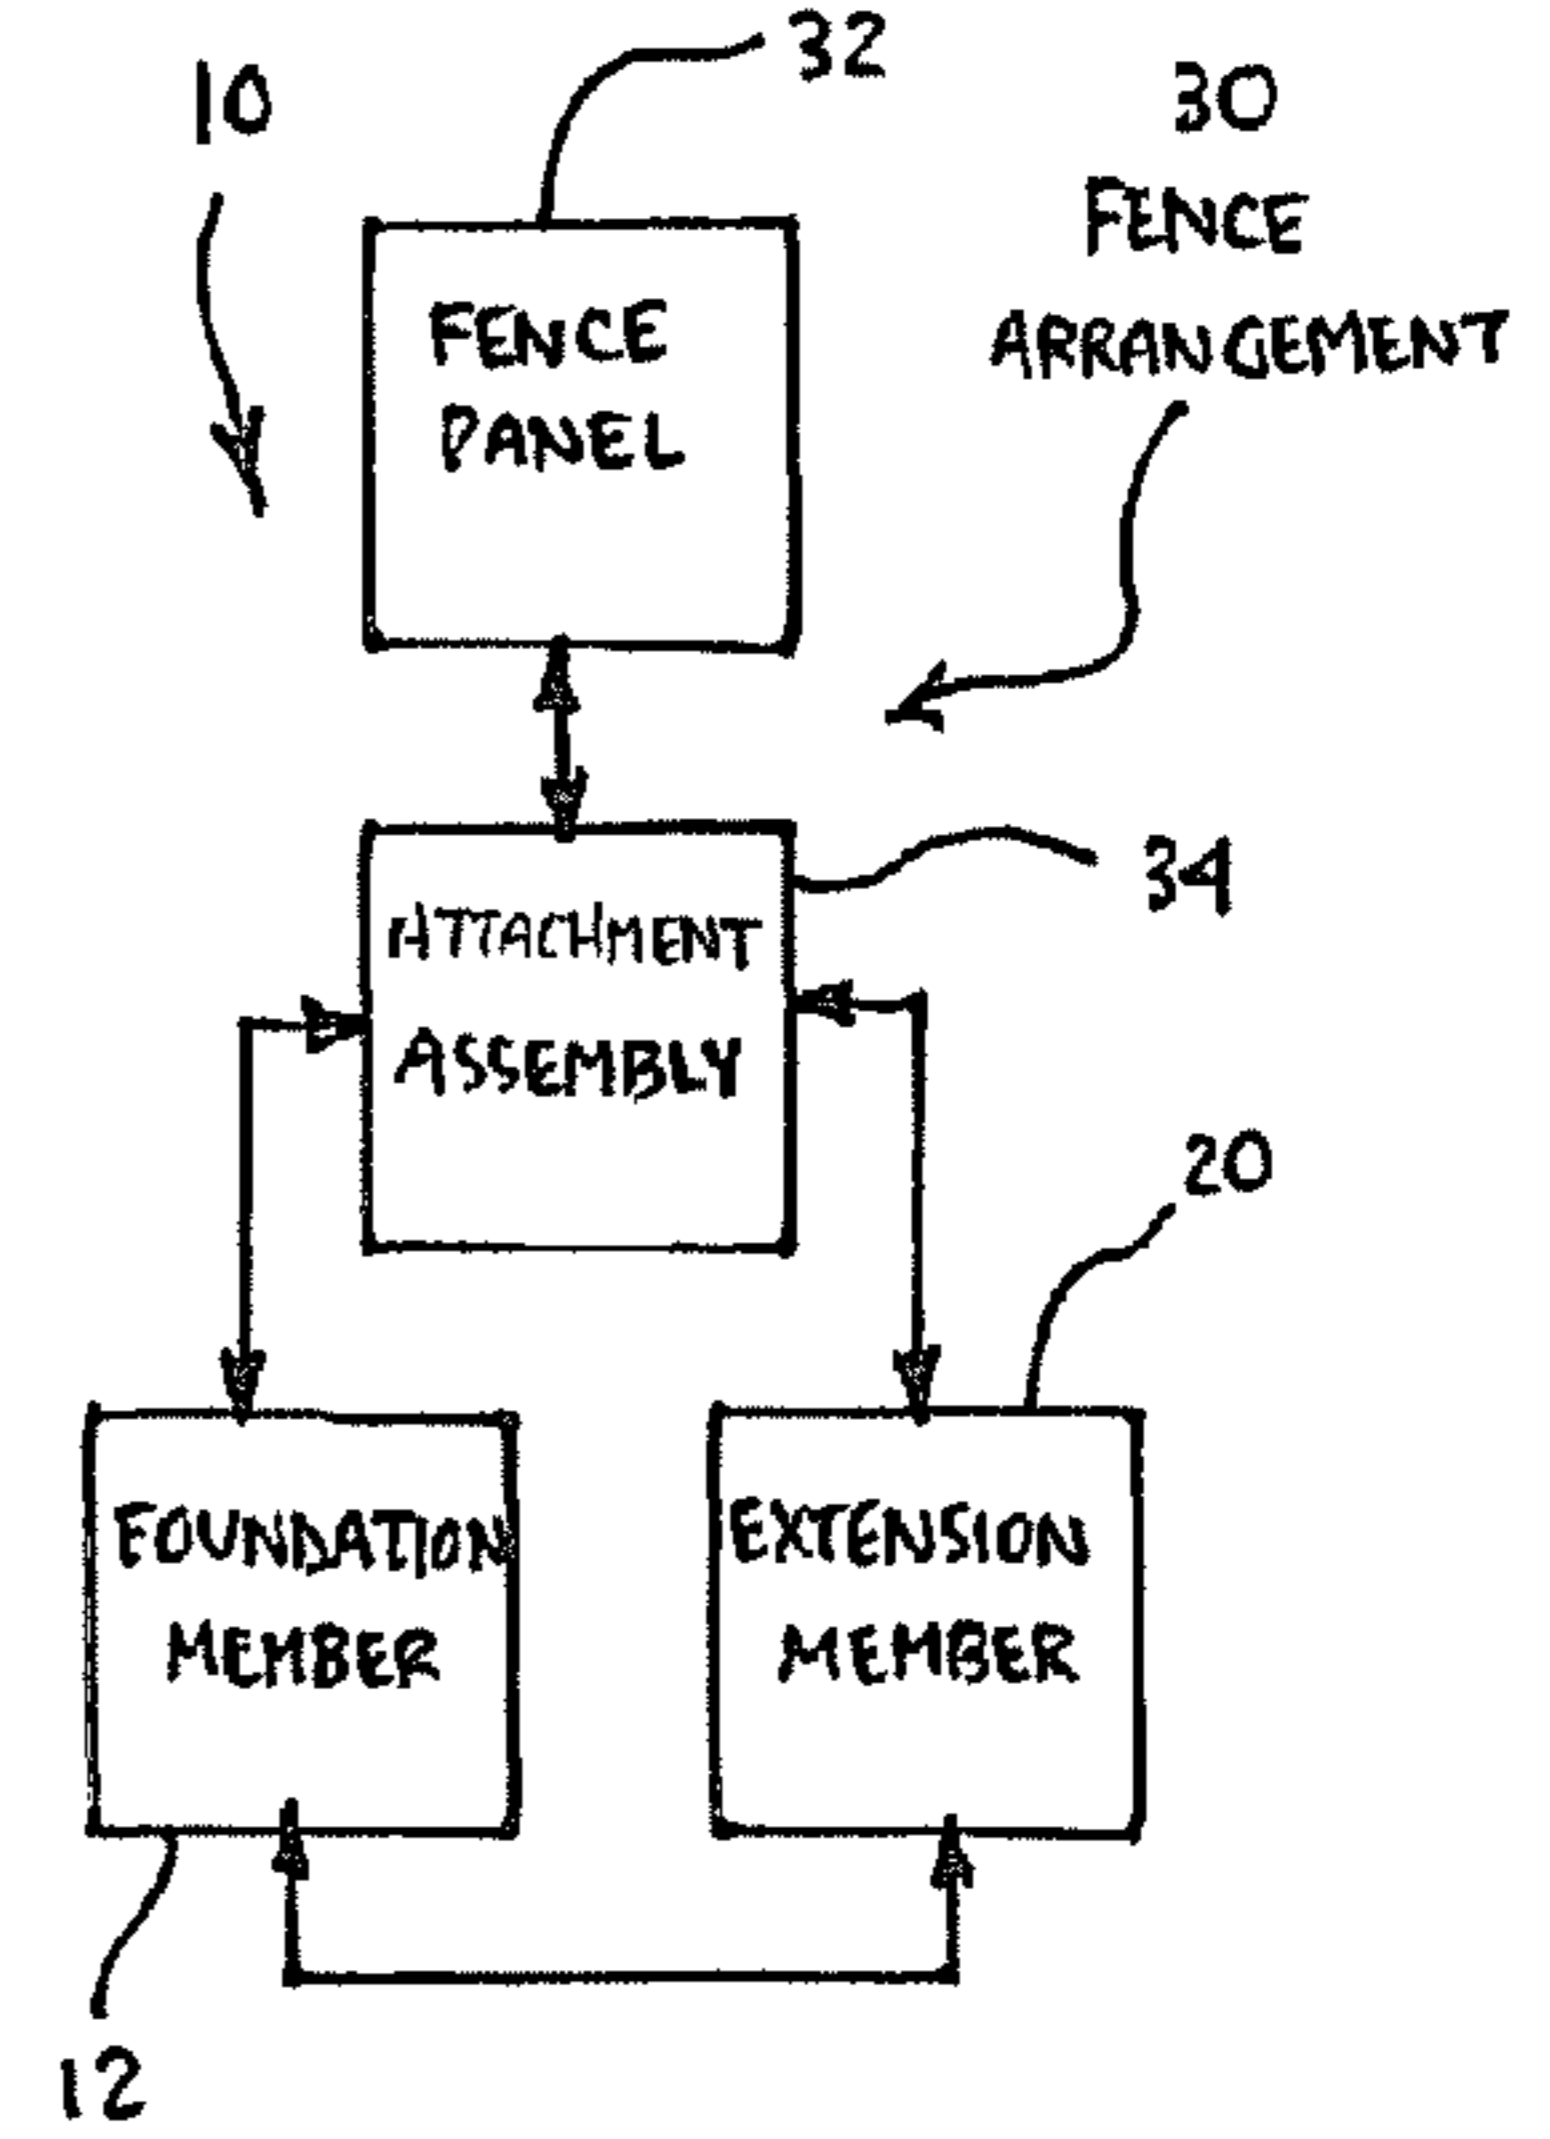 32
10
30
FENCE
ARRANGEMENT
FENCE
PANEL
34
ATTACHMENT
ASSEMBLY
20
FOUNDATION
MEMBER
EXTENSION
MEMBER
12